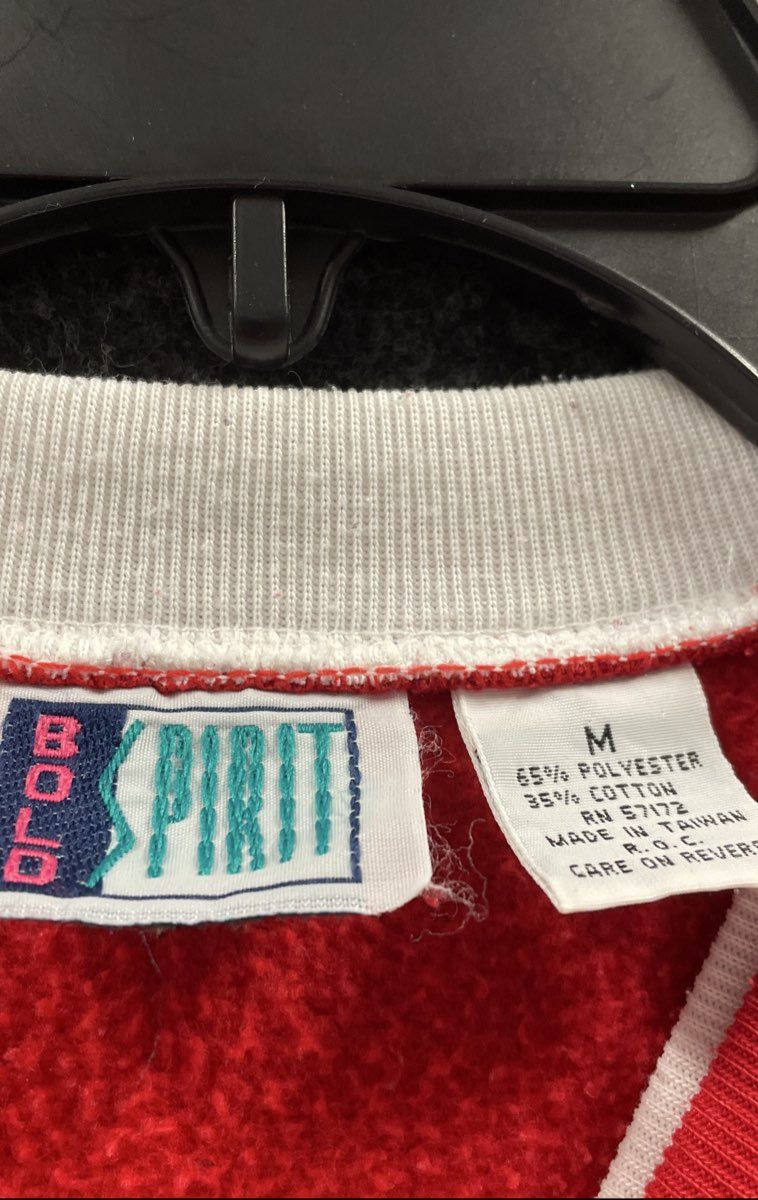 BOLD
SPIRIT
M
65% POLYESTER
35% COTTON
RN 57172
MADE IN TAIWAN
R.O.C.
CARE ON REVERS